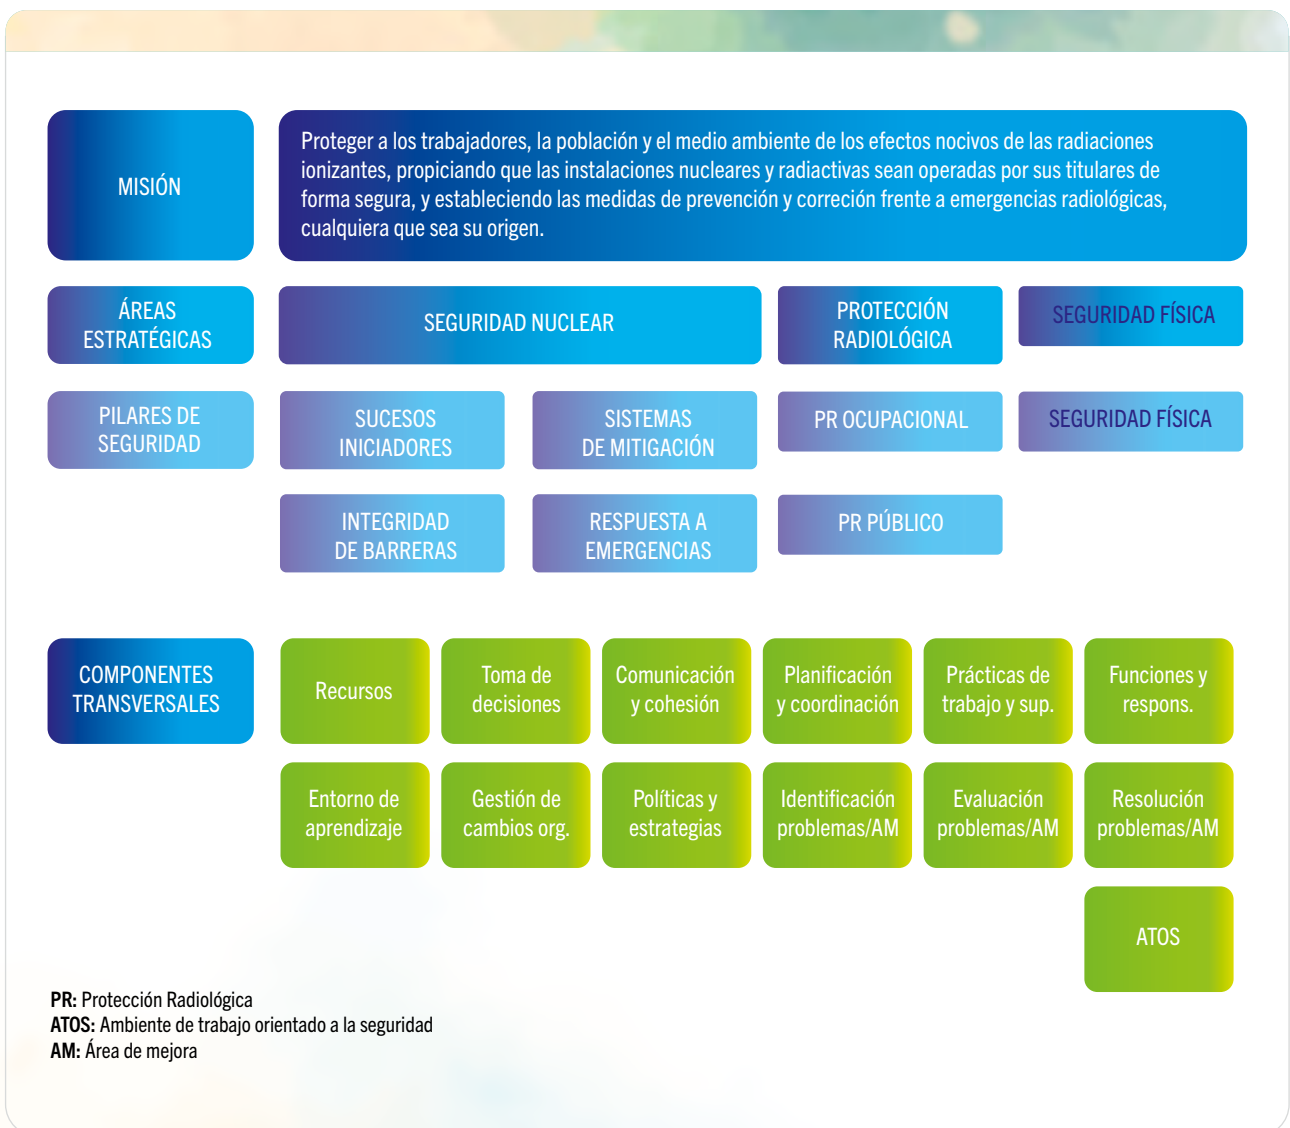 MISIÓN
Proteger a los trabajadores, la población y el medio ambiente de los efectos nocivos de las radiaciones
ionizantes, propiciando que las instalaciones nucleares y radiactivas sean operadas por sus titulares de
forma segura, y estableciendo las medidas de prevención y correción frente a emergencias radiológicas,
cualquiera que sea su origen.
ÁREAS
ESTRATÉGICAS
SEGURIDAD NUCLEAR
PROTECCIÓN
RADIOLÓGICA
SEGURIDAD FÍSICA
PILARES DE
SEGURIDAD
SUCESOS
INICIADORES
SISTEMAS
DE MITIGACIÓN
PR OCUPACIONAL
SEGURIDAD FÍSICA
INTEGRIDAD
DE BARRERAS
RESPUESTA A
EMERGENCIAS
PR PÚBLICO
COMPONENTES
TRANSVERSALES
Recursos
Toma de
decisiones
Comunicación
y cohesión
Planificación
y coordinación
Prácticas de
trabajo y sup.
Funciones y
respons.
Entorno de
aprendizaje
Gestión de
cambios org.
Políticas y
estrategias
Identificación
problemas/AM
Evaluación
problemas/AM
Resolución
problemas/AM
ATOS
PR: Protección Radiológica
ATOS: Ambiente de trabajo orientado a la seguridad
AM: Área de mejora